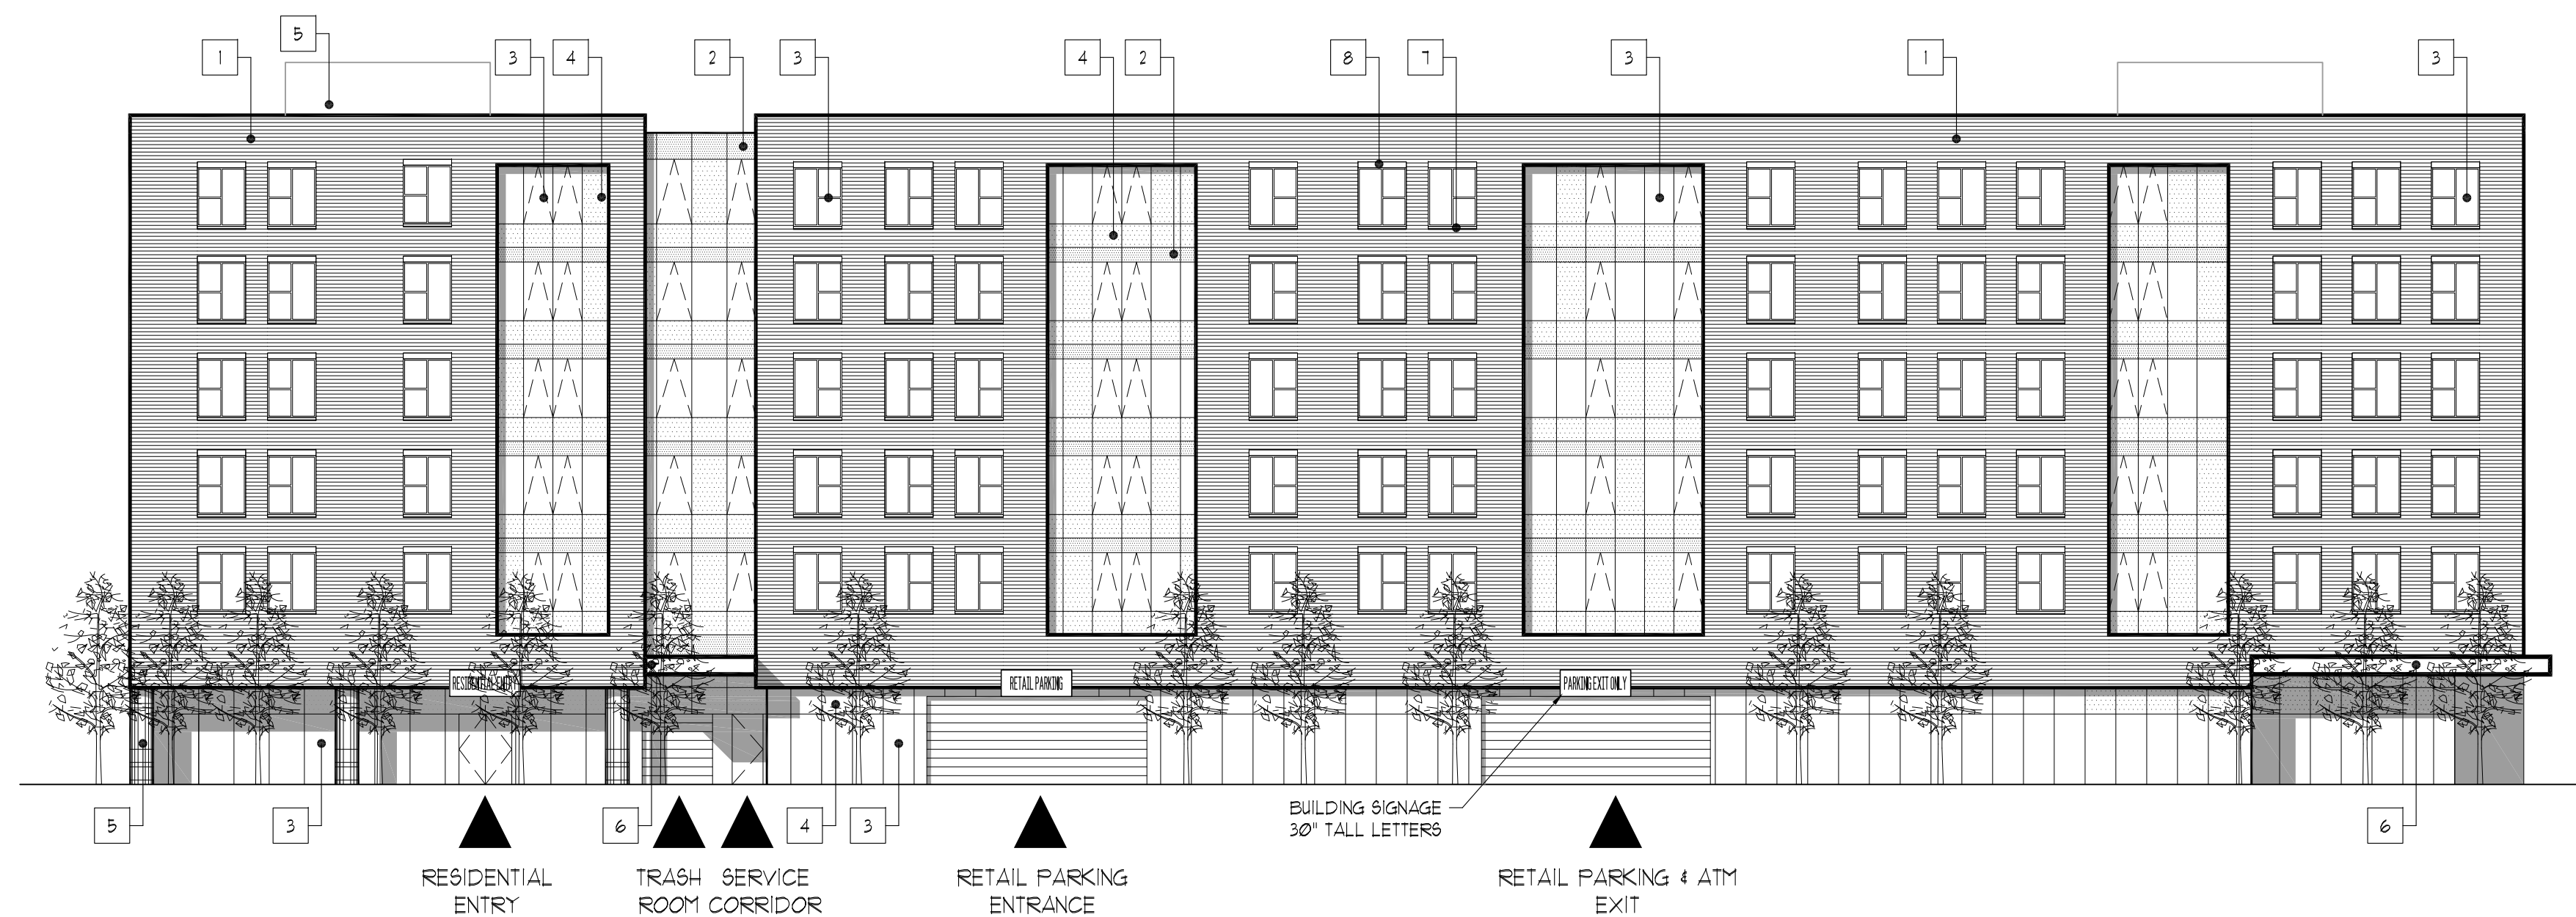 5
1
3
4
2
3
4
2
8
7
3
1
3
RESIDENTIAL ENTRY
RETAIL PARKING
PARKING EXIT ONLY
5
3
6
4
3
BUILDING SIGNAGE
30" TALL LETTERS
6
RESIDENTIAL
ENTRY
TRASH
ROOM
SERVICE
CORRIDOR
RETAIL PARKING
ENTRANCE
RETAIL PARKING & ATM
EXIT